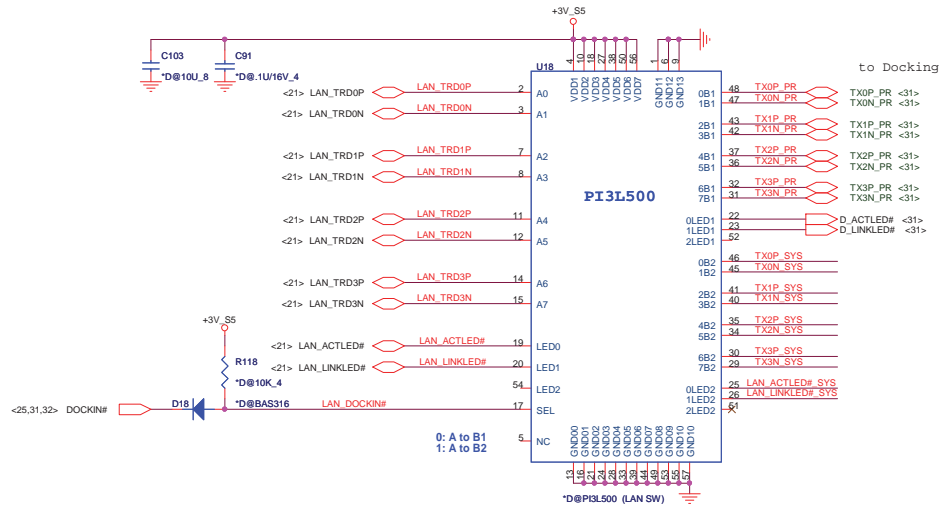 +3V_S5
C103
*D@10U_8
C91
*D@.1U/16V_4
U18
4 10 18 27 38 50 56
VDD1 VDD2 VDD3 VDD4 VDD5 VDD6 VDD7
1 6 9
GND11 GND12 GND13
to Docking
<21> LAN_TRD0P LAN_TRD0P 2 A0
<21> LAN_TRD0N LAN_TRD0N 3 A1
<21> LAN_TRD1P LAN_TRD1P 7 A2
<21> LAN_TRD1N LAN_TRD1N 8 A3
<21> LAN_TRD2P LAN_TRD2P 11 A4
<21> LAN_TRD2N LAN_TRD2N 12 A5
<21> LAN_TRD3P LAN_TRD3P 14 A6
<21> LAN_TRD3N LAN_TRD3N 15 A7
<21> LAN_ACTLED# LAN_ACTLED# 19 LED0
<21> LAN_LINKLED# LAN_LINKLED# 20 LED1
54 LED2
+3V_S5
R118
*D@10K_4
D18
*D@BAS316
<25,31,32> DOCKIN# LAN_DOCKIN# 17 SEL
5 NC
0: A to B1
1: A to B2
PI3L500
0B1 48 TX0P_PR TX0P_PR <31>
1B1 47 TX0N_PR TX0N_PR <31>
2B1 43 TX1P_PR TX1P_PR <31>
3B1 42 TX1N_PR TX1N_PR <31>
4B1 37 TX2P_PR TX2P_PR <31>
5B1 36 TX2N_PR TX2N_PR <31>
6B1 32 TX3P_PR TX3P_PR <31>
7B1 31 TX3N_PR TX3N_PR <31>
0LED1 22 D_ACTLED# <31>
1LED1 23 D_LINKLED# <31>
2LED1 52
0B2 46 TX0P_SYS
1B2 45 TX0N_SYS
2B2 41 TX1P_SYS
3B2 40 TX1N_SYS
4B2 35 TX2P_SYS
5B2 34 TX2N_SYS
6B2 30 TX3P_SYS
7B2 29 TX3N_SYS
0LED2 25 LAN_ACTLED#_SYS
1LED2 26 LAN_LINKLED#_SYS
2LED2 51
GND00 GND01 GND02 GND03 GND04 GND05 GND06 GND07 GND08 GND09 GND10 GND10
13 16 21 24 28 33 39 44 49 53 55 57
*D@PI3L500 (LAN SW)